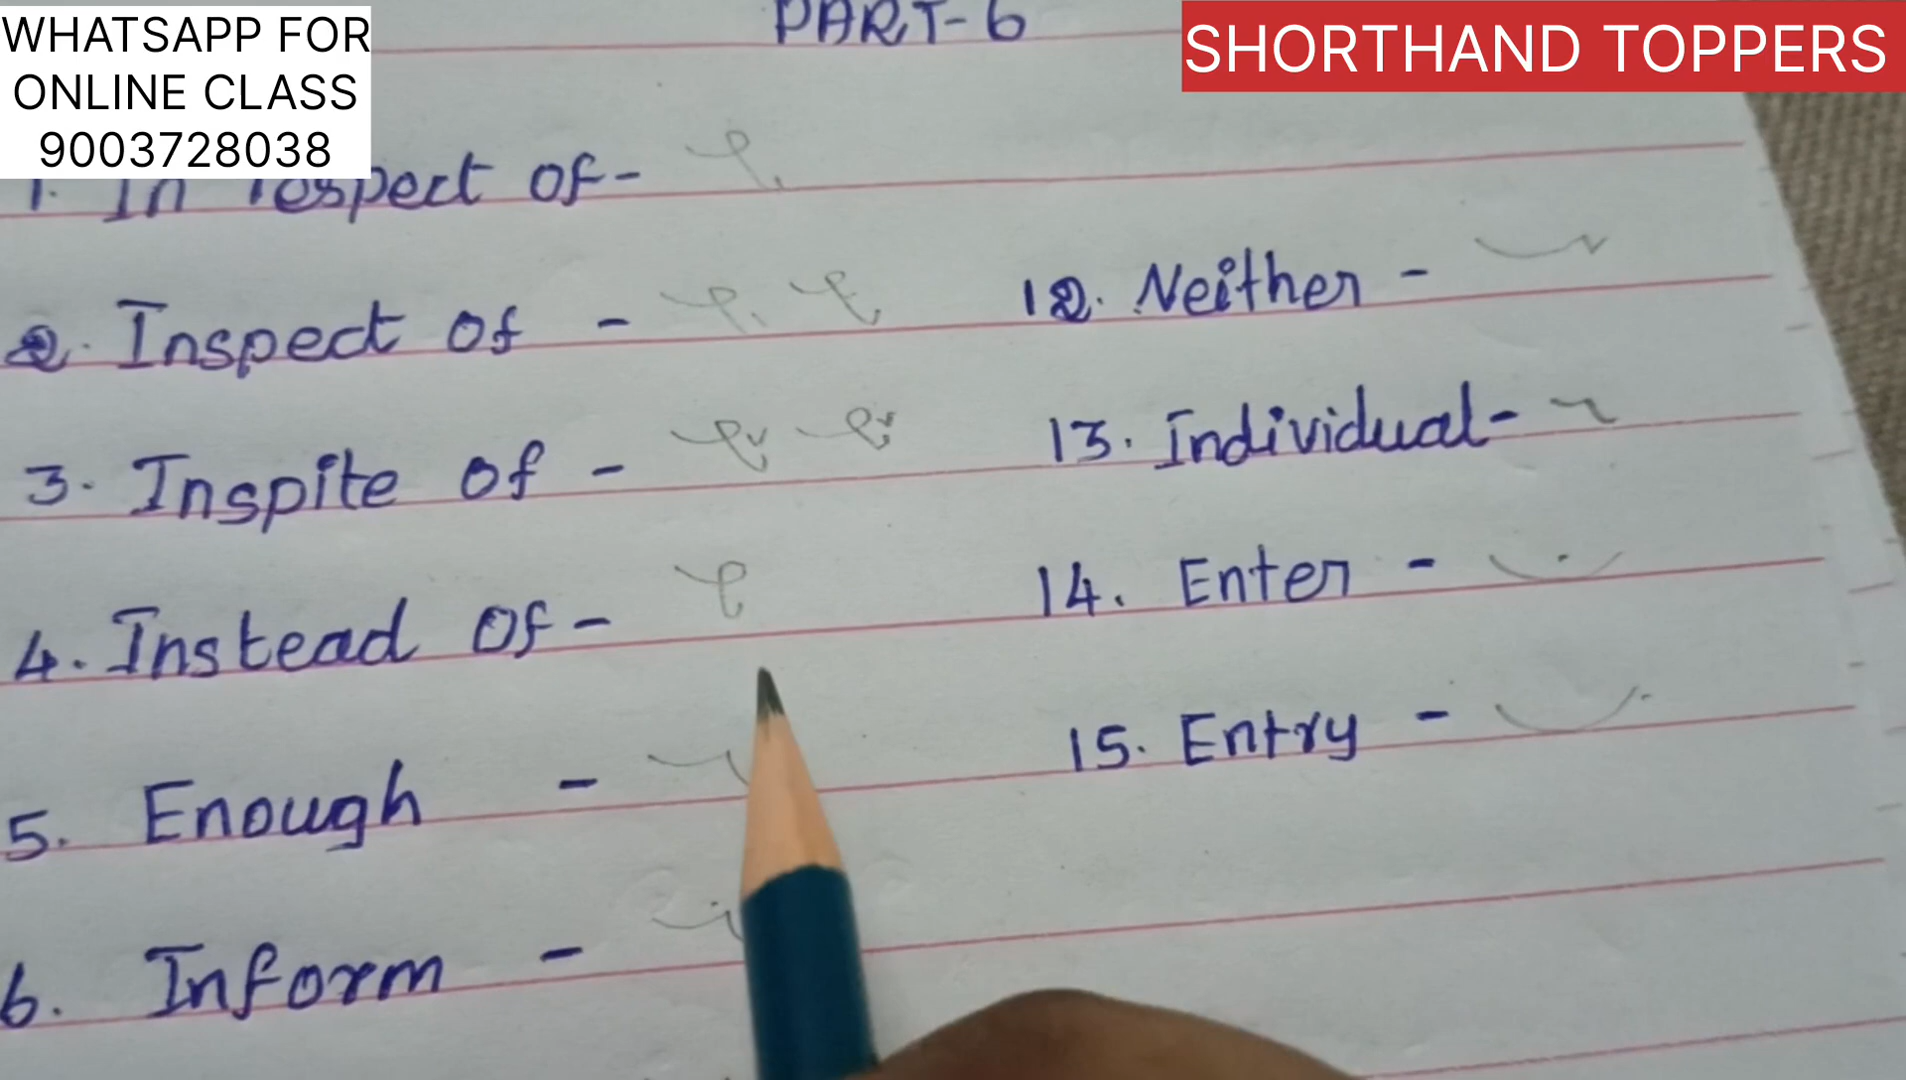 WHATSAPP FOR
ONLINE CLASS
9003728038
PART-6
SHORTHAND TOPPERS
1. In respect of-
2. Inspect of -
3. Inspite of -
4. Instead of -
5. Enough -
6. Inform -
12. Neither -
13. Individual -
14. Enter -
15. Entry -